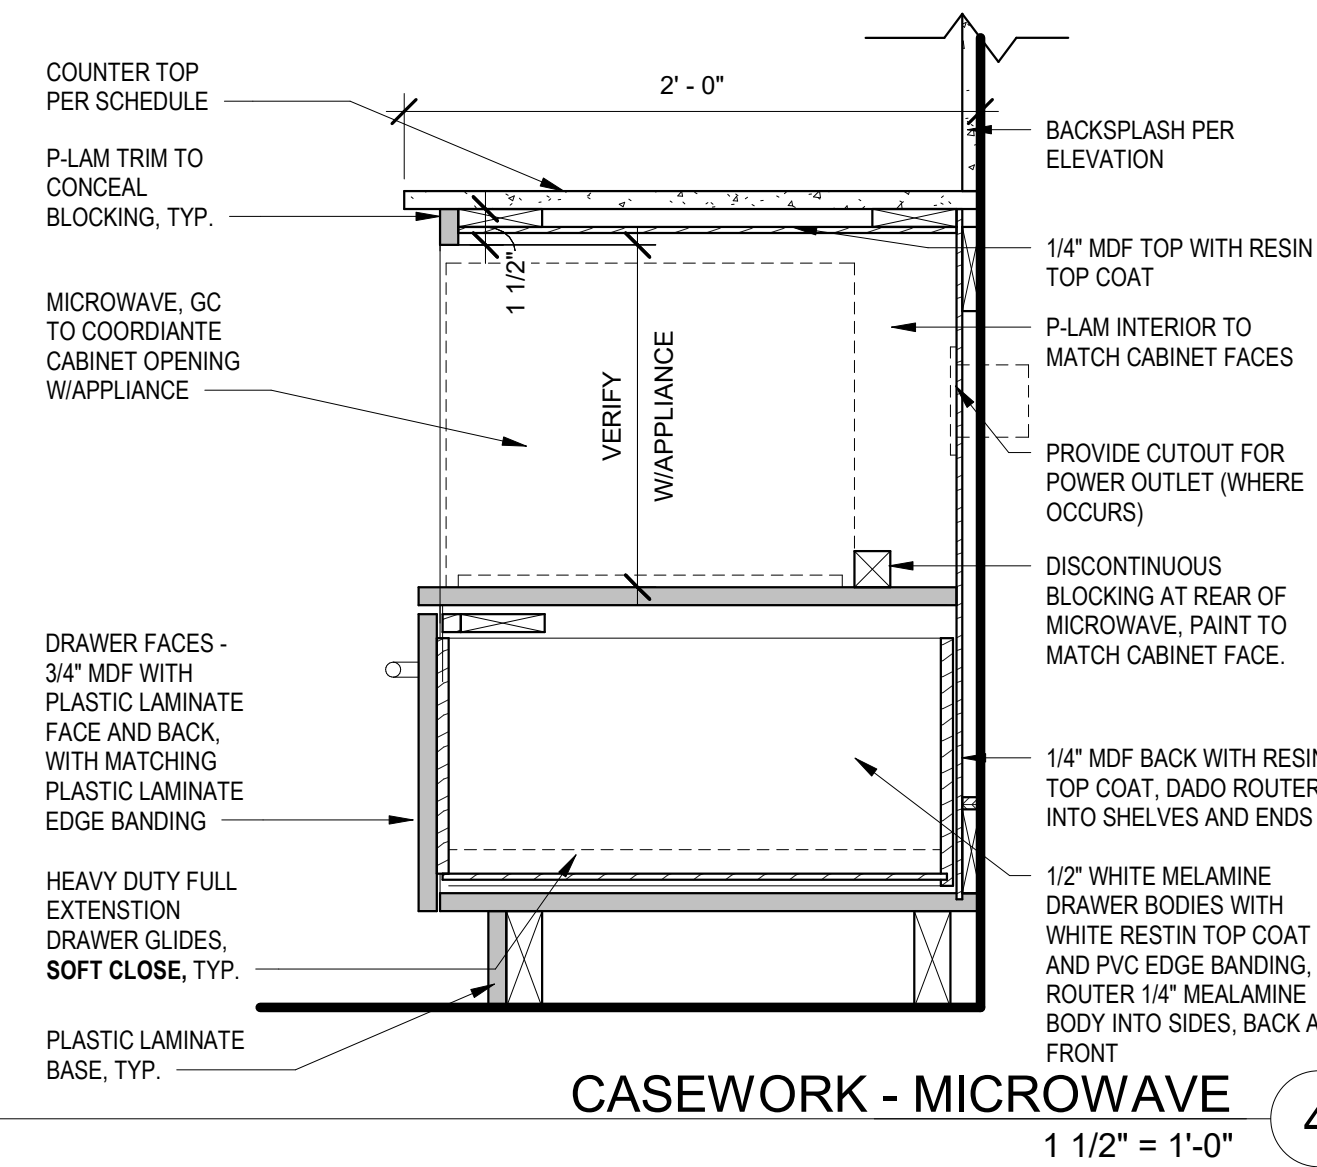 COUNTER TOP
PER SCHEDULE
P-LAM TRIM TO
CONCEAL
BLOCKING, TYP.
MICROWAVE, GC
TO COORDIANTE
CABINET OPENING
W/APPLIANCE
DRAWER FACES -
3/4" MDF WITH
PLASTIC LAMINATE
FACE AND BACK,
WITH MATCHING
PLASTIC LAMINATE
EDGE BANDING
HEAVY DUTY FULL
EXTENSTION
DRAWER GLIDES,
SOFT CLOSE, TYP.
PLASTIC LAMINATE
BASE, TYP.
2' - 0"
1 1/2"
VERIFY
W/APPLIANCE
BACKSPLASH PER
ELEVATION
1/4" MDF TOP WITH RESIN
TOP COAT
P-LAM INTERIOR TO
MATCH CABINET FACES
PROVIDE CUTOUT FOR
POWER OUTLET (WHERE
OCCURS)
DISCONTINUOUS
BLOCKING AT REAR OF
MICROWAVE, PAINT TO
MATCH CABINET FACE.
1/4" MDF BACK WITH RESIN
TOP COAT, DADO ROUTER
INTO SHELVES AND ENDS
1/2" WHITE MELAMINE
DRAWER BODIES WITH
WHITE RESTIN TOP COAT
AND PVC EDGE BANDING,
ROUTER 1/4" MEALAMINE
BODY INTO SIDES, BACK
FRONT
CASEWORK - MICROWAVE
4
1 1/2" = 1'-0"